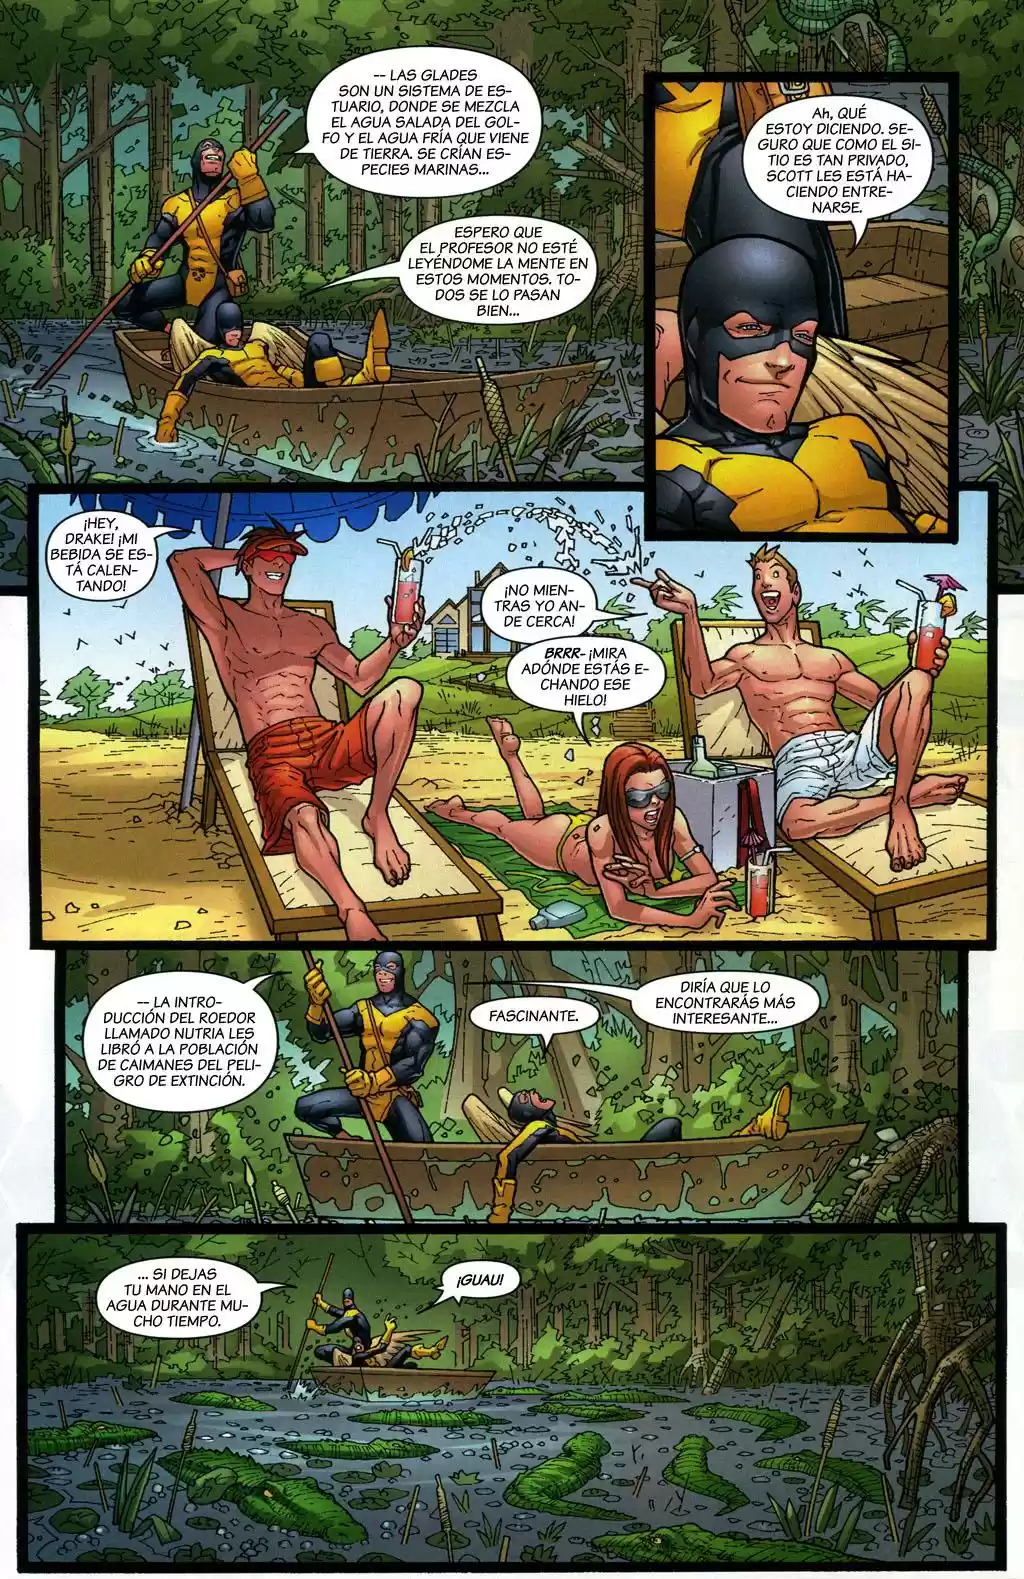 -- LAS GLADES
SON UN SISTEMA DE ES-
TUARIO, DONDE SE MEZCLA
EL AGUA SALADA DEL GOL-
FO Y EL AGUA FRÍA QUE VIENE
DE TIERRA. SE CRÍAN ES-
PECIES MARINAS...
ESPERO QUE
EL PROFESOR NO ESTÉ
LEYÉNDOME LA MENTE EN
ESTOS MOMENTOS. TO-
DOS SE LO PASAN
BIEN...
Ah, QUÉ
ESTOY DICIENDO. SE-
GURO QUE COMO EL SI-
TIO ES TAN PRIVADO,
SCOTT LES ESTÁ HA-
CIENDO ENTRE-
NARSE.
¡HEY,
DRAKE! ¡MI
BEBIDA SE ES-
TÁ CALEN-
TANDO!
¡NO MIEN-
TRAS YO AN-
DE CERCA!
BRRR- ¡MIRA
ADÓNDE ESTÁS E-
CHANDO ESE
HIELO!
-- LA INTRO-
DUCCIÓN DEL ROEDOR
LLAMADO NUTRIA LES
LIBRÓ A LA POBLACIÓN
DE CAIMANES DEL PELI-
GRO DE EXTINCIÓN.
FASCINANTE.
DIRÍA QUE LO
ENCONTRARÁS MÁS
INTERESANTE...
... SI DEJAS
TU MANO EN EL
AGUA DURANTE MU-
CHO TIEMPO.
¡GUAU!